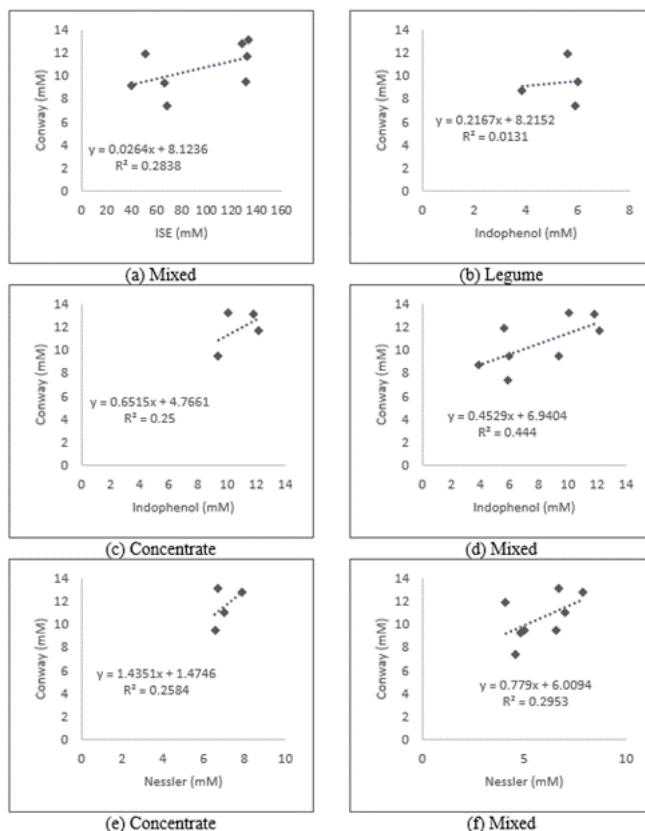 14
12
10
8
6
4
2
0
Conway (mM)
y = 0.0264x + 8.1236
R² = 0.2838
0 20 40 60 80 100 120 140 160
ISE (mM)
(a) Mixed
14
12
10
8
6
4
2
0
Conway (mM)
y = 0.2167x + 8.2152
R² = 0.0131
0 2 4 6 8
Indophenol (mM)
(b) Legume
14
12
10
8
6
4
2
0
Conway (mM)
y = 0.6515x + 4.7661
R² = 0.25
0 2 4 6 8 10 12 14
Indophenol (mM)
(c) Concentrate
14
12
10
8
6
4
2
0
Conway (mM)
y = 0.4529x + 6.9404
R² = 0.444
0 2 4 6 8 10 12 14
Indophenol (mM)
(d) Mixed
14
12
10
8
6
4
2
0
Conway (mM)
y = 1.4351x + 1.4746
R² = 0.2584
0 2 4 6 8 10
Nessler (mM)
(e) Concentrate
14
12
10
8
6
4
2
0
Conway (mM)
y = 0.779x + 6.0094
R² = 0.2953
0 5 10
Nessler (mM)
(f) Mixed